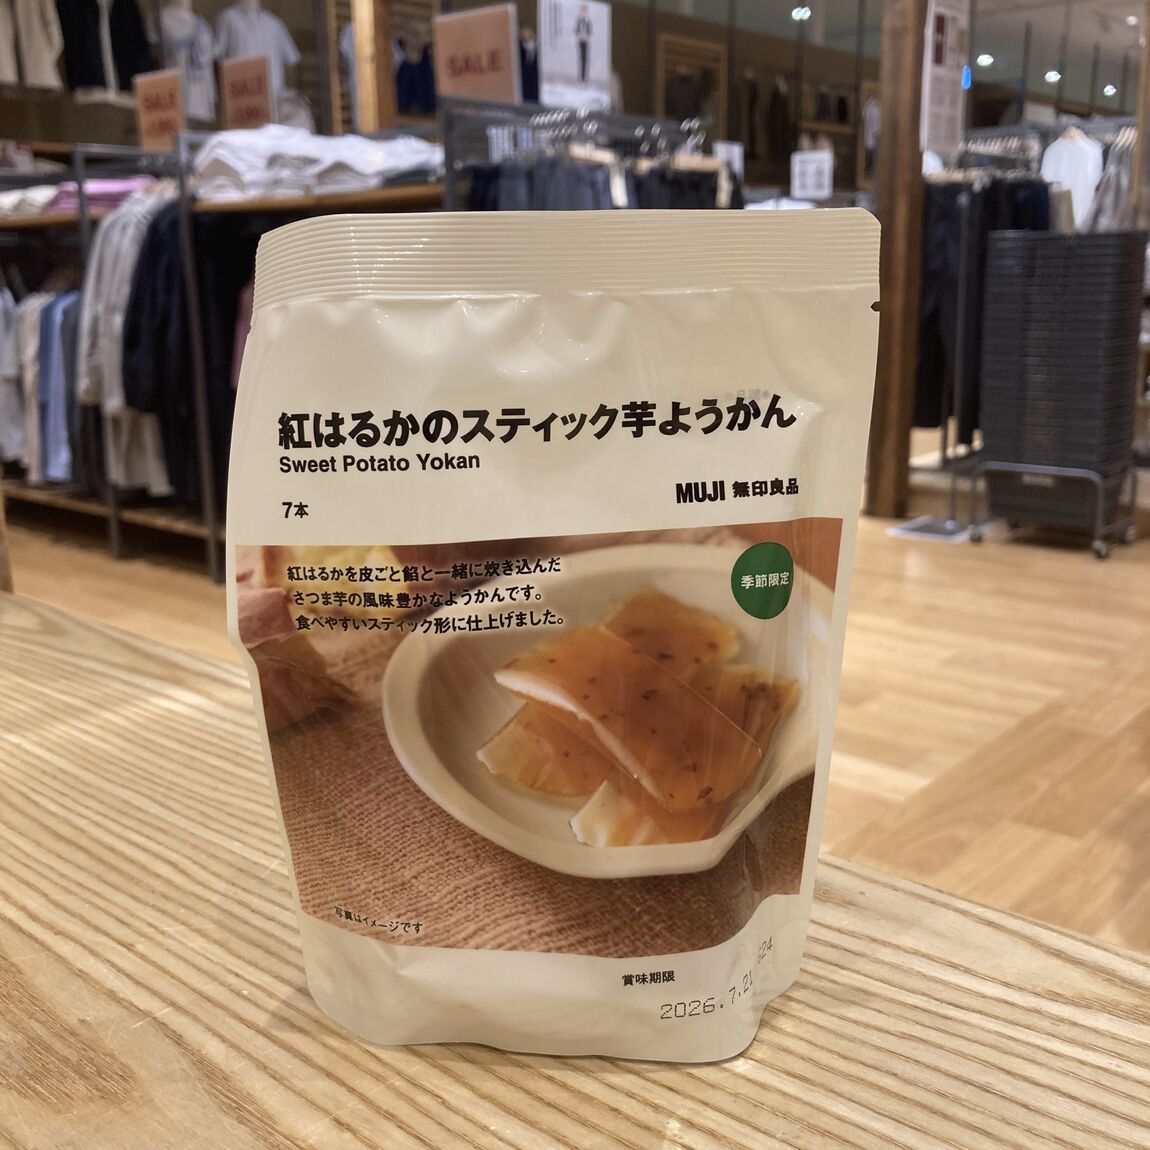 SALE
SALE
SALE
紅はるかのスティック芋ようかん
Sweet Potato Yokan
7本
MUJI 無印良品
紅はるかを皮ごと餡と一緒に炊き込んだ
さつま芋の風味豊かなようかんです。
食べやすいスティック形に仕上げました。
季節限定
写真はイメージです
賞味期限
2026.7.21